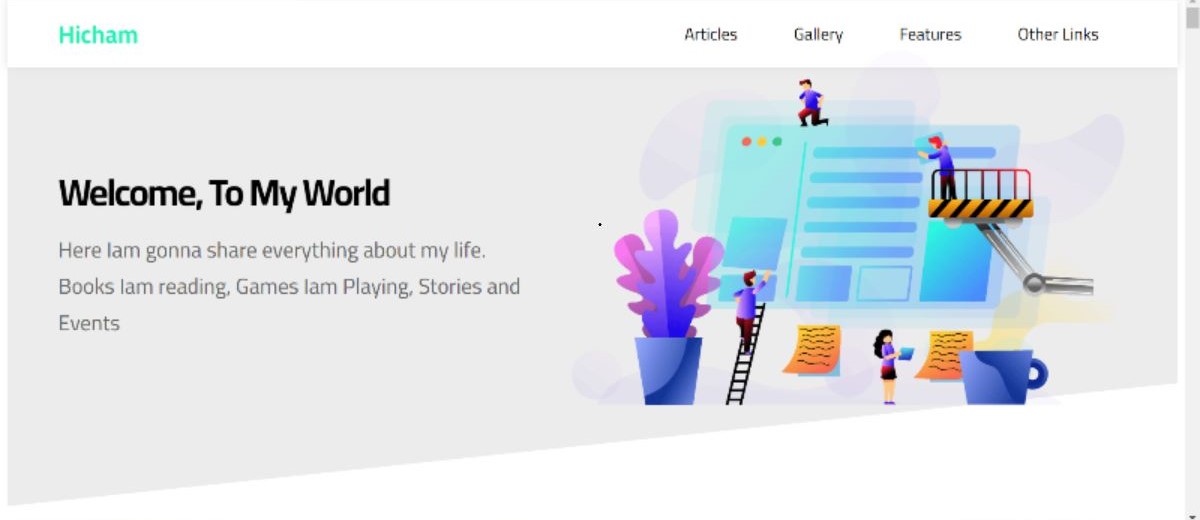 Hicham
Articles Gallery Features Other Links
Welcome, To My World
Here Iam gonna share everything about my life.
Books Iam reading, Games Iam Playing, Stories and
Events